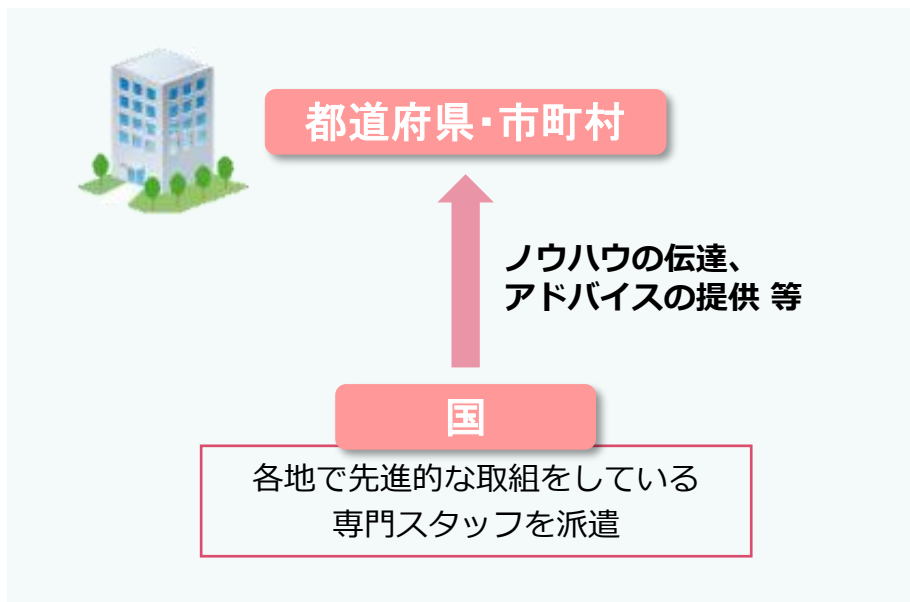 都道府県・市町村
ノウハウの伝達、
アドバイスの提供 等
国
各地で先進的な取組をしている
専門スタッフを派遣